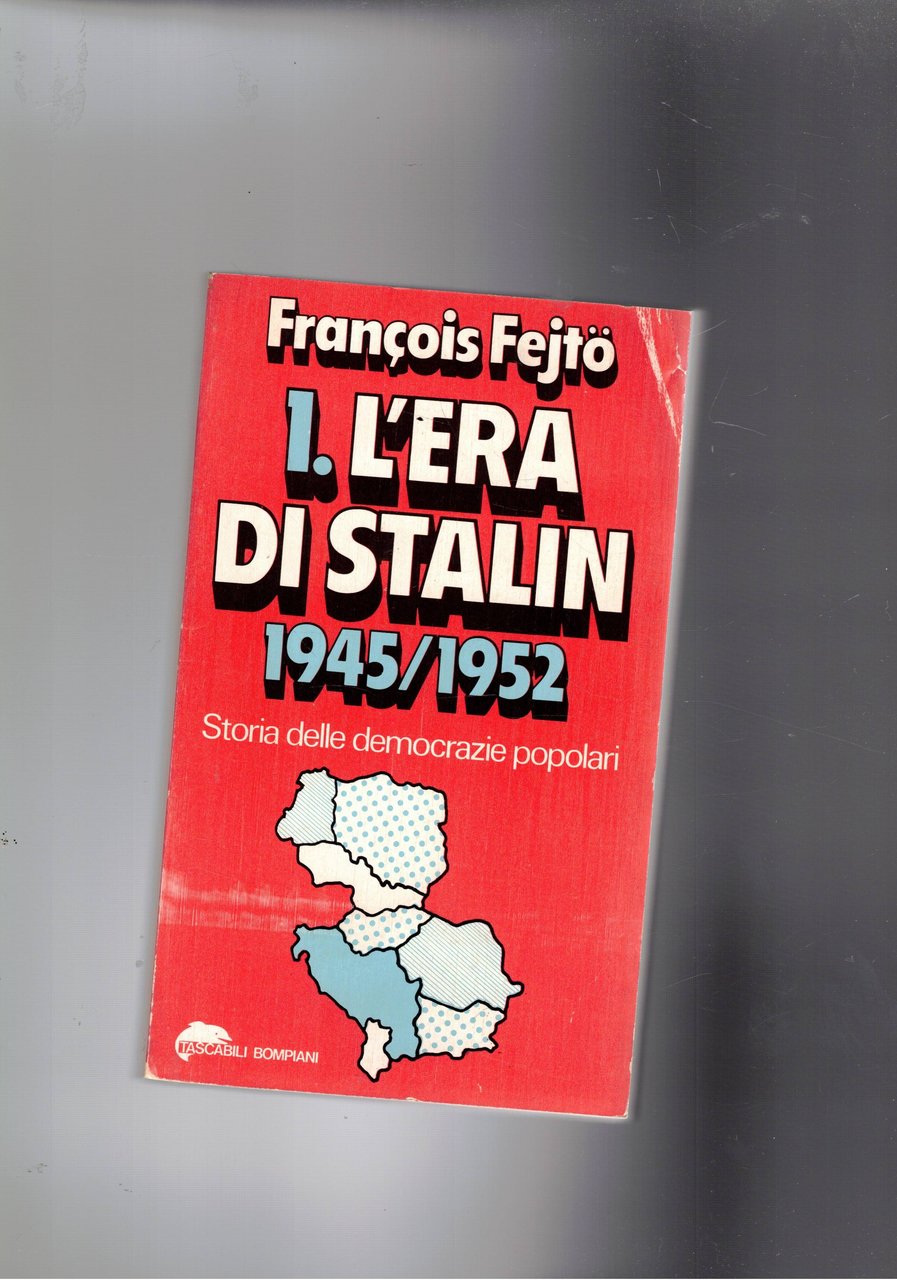 François Fejtö
1. L'ERA
DI STALIN
1945/1952
Storia delle democrazie popolari
TASCABILI BOMPIANI